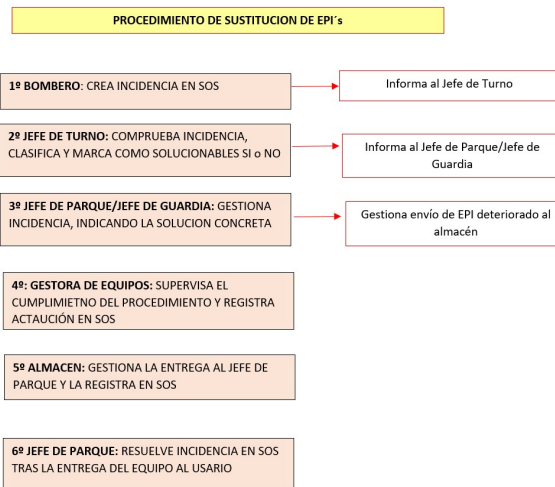 PROCEDIMIENTO DE SUSTITUCION DE EPI´s
1º BOMBERO: CREA INCIDENCIA EN SOS
Informa al Jefe de Turno
2º JEFE DE TURNO: COMPRUEBA INCIDENCIA,
CLASIFICA Y MARCA COMO SOLUCIONABLES SI o NO
Informa al Jefe de Parque/Jefe de
Guardia
3º JEFE DE PARQUE/JEFE DE GUARDIA: GESTIONA
INCIDENCIA, INDICANDO LA SOLUCION CONCRETA
Gestiona envío de EPI deteriorado al
almacén
4º: GESTORA DE EQUIPOS: SUPERVISA EL
CUMPLIMIETNO DEL PROCEDIMIENTO Y REGISTRA
ACTAUCIÓN EN SOS
5º ALMACEN: GESTIONA LA ENTREGA AL JEFE DE
PARQUE Y LA REGISTRA EN SOS
6º JEFE DE PARQUE: RESUELVE INCIDENCIA EN SOS
TRAS LA ENTREGA DEL EQUIPO AL USARIO